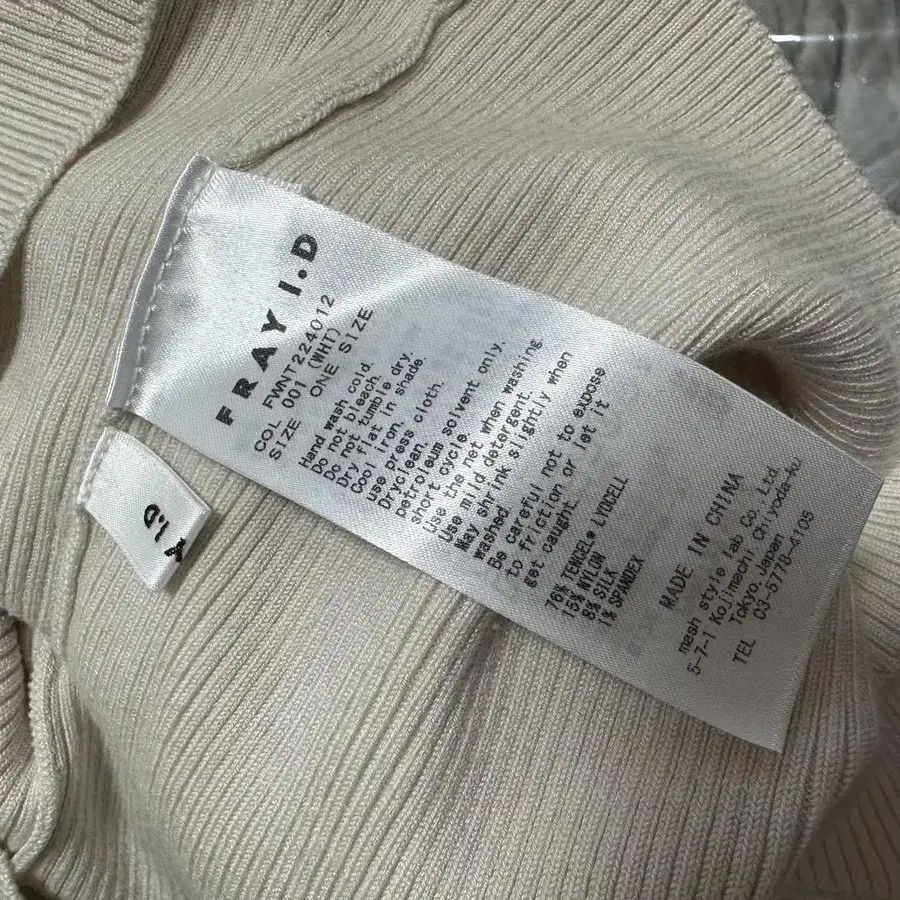 FRAY I.D
FWNT224012
COL 001 (WHT)
SIZE ONE SIZE
Hand wash cold.
Do not bleach.
Do not tumble dry.
Dry flat in shade.
Cool iron.
use press cloth.
Dryclean.
petroleum solvent only.
short cycle.
Use the net when washing.
Use mild detergent.
May shrink slightly when
washed
Be careful not to expose
to friction or let it
get caught.
76% TENCEL® LYOCELL
15% NYLON
8% SILK
1% SPANDEX
MADE IN CHINA
mash style lab Co., Ltd.
5-7-1 Kojimachi Chiyoda-ku
Tokyo, Japan
TEL 03-5778-4105
Y I.D